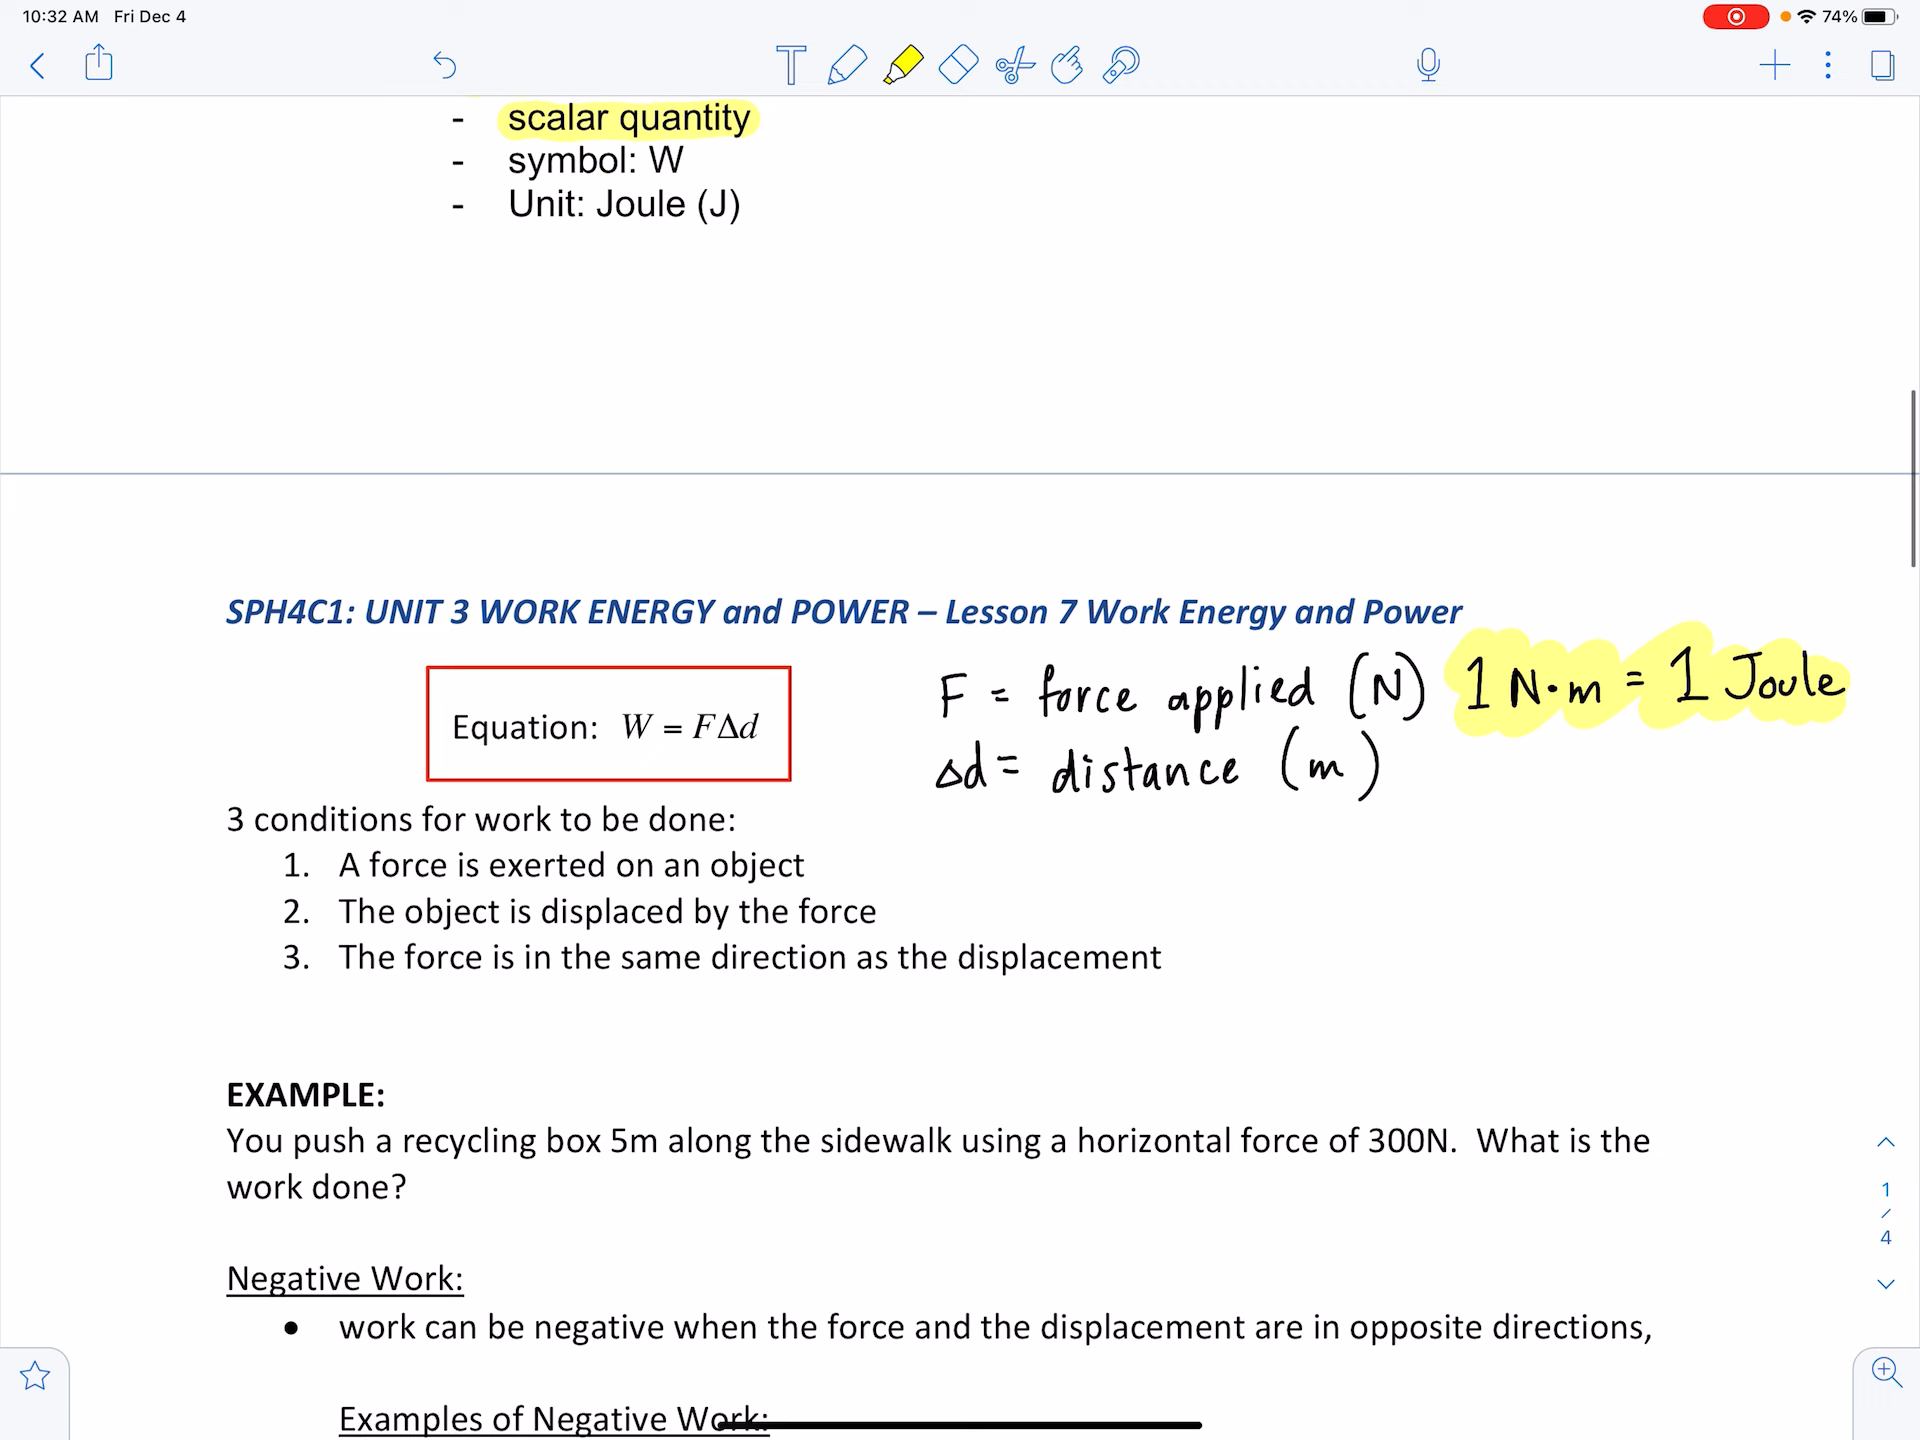 10:32 AM Fri Dec 4 74%
- scalar quantity
- symbol: W
- Unit: Joule (J)
SPH4C1: UNIT 3 WORK ENERGY and POWER – Lesson 7 Work Energy and Power
F = force applied (N) 1 N·m = 1 Joule
Equation: W = FΔd
Δd = distance (m)
3 conditions for work to be done:
1. A force is exerted on an object
2. The object is displaced by the force
3. The force is in the same direction as the displacement
EXAMPLE:
You push a recycling box 5m along the sidewalk using a horizontal force of 300N. What is the
work done?
1
/
4
Negative Work:
• work can be negative when the force and the displacement are in opposite directions,
Examples of Negative Work: